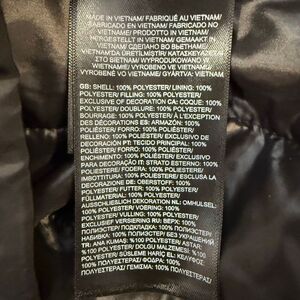 MADE IN VIETNAM/ FABRIQUÉ AU VIETNAM/
FABRICADO EN VIETNAM/ FABRICADO NO
VIETNAM/ PRODOTTO IN VIETNAM/
HERGESTELLT IN VIETNAM/ GEMAAKT IN
VIETNAM/ СДЕЛАНО ВО ВЬЕТНАМЕ/
VIETNAM'DA ÜRETİLMİŞTİR/ ΚΑΤΑΣΚΕΥΑΖΕΤΑΙ
ΣΤΟ ΒΙΕΤΝΑΜ/ WYPRODUKOWANO W
WIETNAMIE/ VYROBENO VE VIETNAMU/
VYROBENÉ VO VIETNAME/ GYÁRTVA: VIETNAM
GB: SHELL: 100% POLYESTER/ LINING: 100%
POLYESTER/ FILLING: 100% POLYESTER/
EXCLUSIVE OF DECORATION CA: COQUE: 100%
POLYESTER/ DOUBLURE: 100% POLYESTER/
BOURRAGE: 100% POLYESTER/ À L'EXCEPTION
DES DÉCORATIONS ES: ARMAZÓN: 100%
POLIÉSTER/ FORRO: 100% POLIÉSTER/
RELLENO: 100% POLIÉSTER/ EXCLUSIVO DE
DECORACIÓN PT: TECIDO PRINCIPAL: 100%
POLIÉSTER/ FORRO: 100% POLIÉSTER/
ENCHIMENTO: 100% POLIÉSTER/ EXCLUSIVO
PARA DECORAÇÃO IT: STRATO ESTERNO: 100%
POLIESTERE/ FODERA: 100% POLIESTERE/
IMBOTTITURA: 100% POLIESTERE/ ESCLUSA LA
DECORAZIONE DE: OBERSTOFF: 100%
POLYESTER/ FUTTER: 100% POLYESTER/
FÜLLMATERIAL: 100% POLYESTER/
AUSSCHLIESSLICH DEKORATION NL: OMHULSEL:
100% POLYESTER/ VOERING: 100%
POLYESTER/ VULLING: 100% POLYESTER/
EXCLUSIEF VERSIERING RU: ВЕРХ: 100%
ПОЛИЭСТЕР/ ПОДКЛАДКА: 100% ПОЛИЭСТЕР/
НАБИВКА: 100% ПОЛИЭСТЕР/ БЕЗ УКРАШЕНИЙ
TR: ANA KUMAŞ: %100 POLYESTER/ ASTAR:
%100 POLYESTER/ DOLGU MALZEMESİ: %100
POLYESTER/ SÜSLEME HARİÇ EL: ΥΦΑΣΜΑ: 100%
ΠΟΛΥΕΣΤΕΡΑΣ/ ΦΟΔΡΑ: 100%
ΠΟΛΥΕΣΤΕΡΑΣ/ ΓΕΜΙΣΜΑ: 100% ΠΟΛΥΕΣΤΕΡΑΣ/